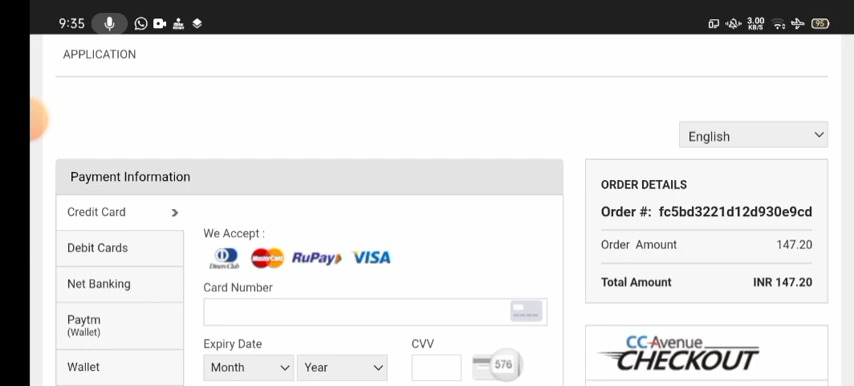 9:35
3.00
KB/S
95
APPLICATION
English
Payment Information
Credit Card
Debit Cards
Net Banking
Paytm
(Wallet)
Wallet
We Accept :
Diners Club MasterCard RuPay VISA
Card Number
Expiry Date CVV
Month Year 576
ORDER DETAILS
Order #: fc5bd3221d12d930e9cd
Order Amount 147.20
Total Amount INR 147.20
CCAvenue
CHECKOUT